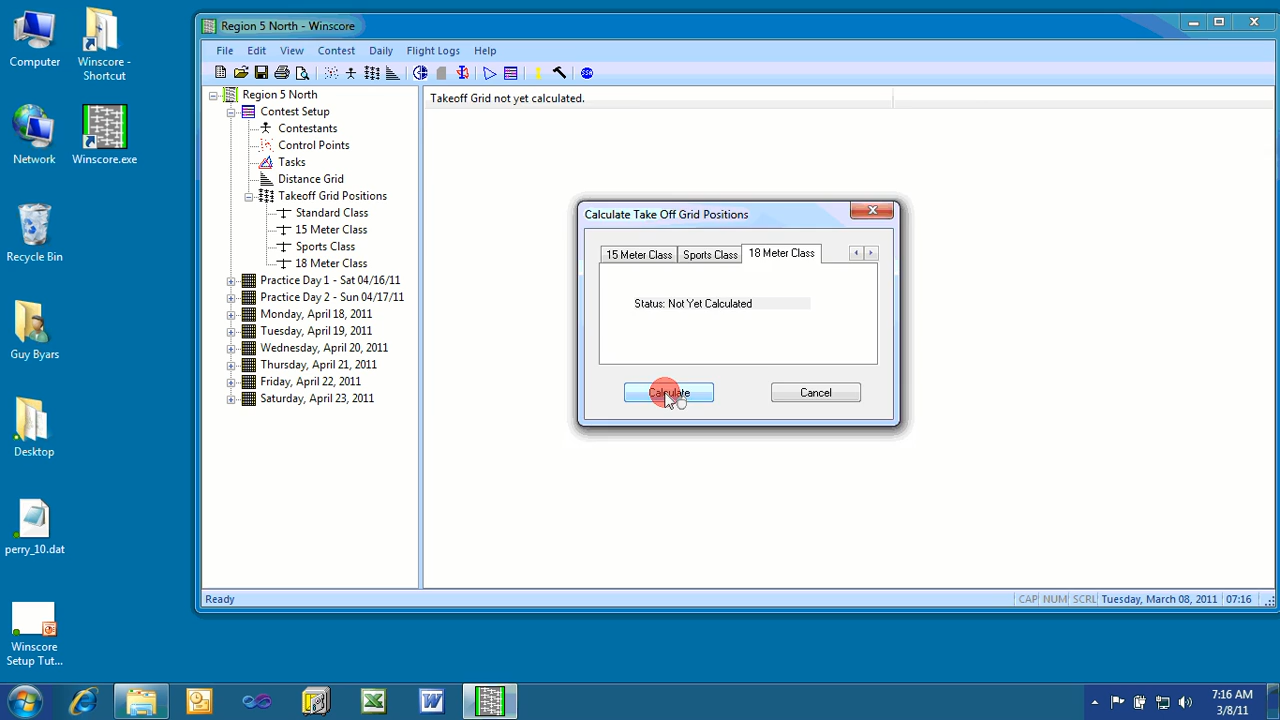 Computer
Winscore -
Shortcut
Network
Winscore.exe
Recycle Bin
Guy Byars
Desktop
perry_10.dat
Winscore
Setup Tut...
Region 5 North - Winscore
File Edit View Contest Daily Flight Logs Help
SSA
Region 5 North
Contest Setup
Contestants
Control Points
Tasks
Distance Grid
Takeoff Grid Positions
Standard Class
15 Meter Class
Sports Class
18 Meter Class
Practice Day 1 - Sat 04/16/11
Practice Day 2 - Sun 04/17/11
Monday, April 18, 2011
Tuesday, April 19, 2011
Wednesday, April 20, 2011
Thursday, April 21, 2011
Friday, April 22, 2011
Saturday, April 23, 2011
Takeoff Grid not yet calculated.
Calculate Take Off Grid Positions
15 Meter Class Sports Class 18 Meter Class
Status: Not Yet Calculated
Calculate Cancel
Ready
CAP NUM SCRL Tuesday, March 08, 2011 07:16
7:16 AM
3/8/11